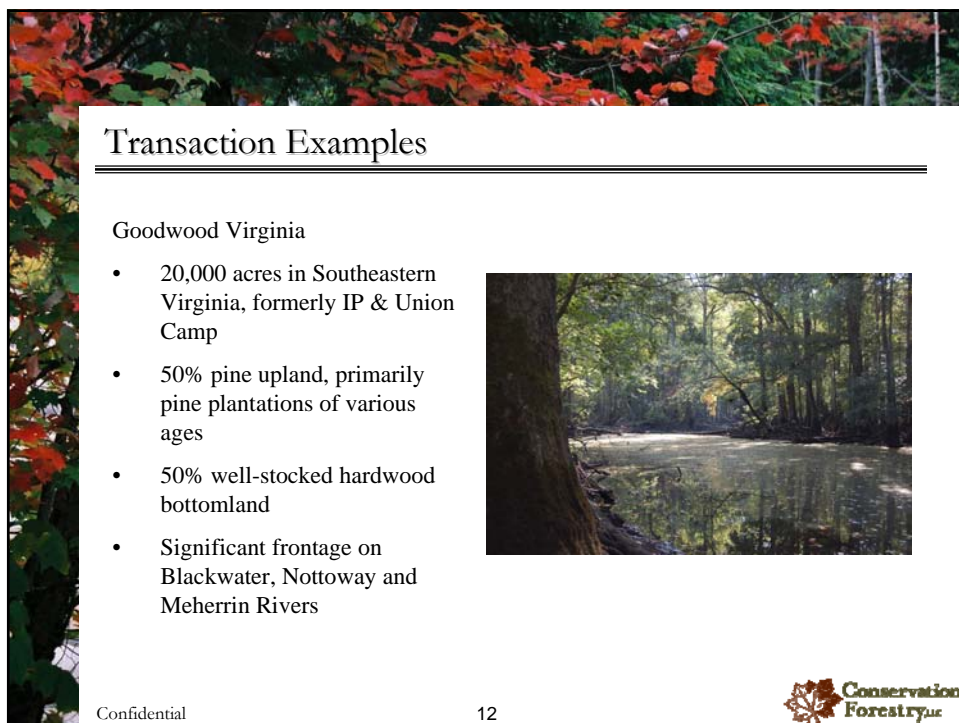 Transaction Examples
Goodwood Virginia
• 20,000 acres in Southeastern
Virginia, formerly IP & Union
Camp
• 50% pine upland, primarily
pine plantations of various
ages
• 50% well-stocked hardwood
bottomland
• Significant frontage on
Blackwater, Nottoway and
Meherrin Rivers
Confidential
12
Conservation
Forestry LLC